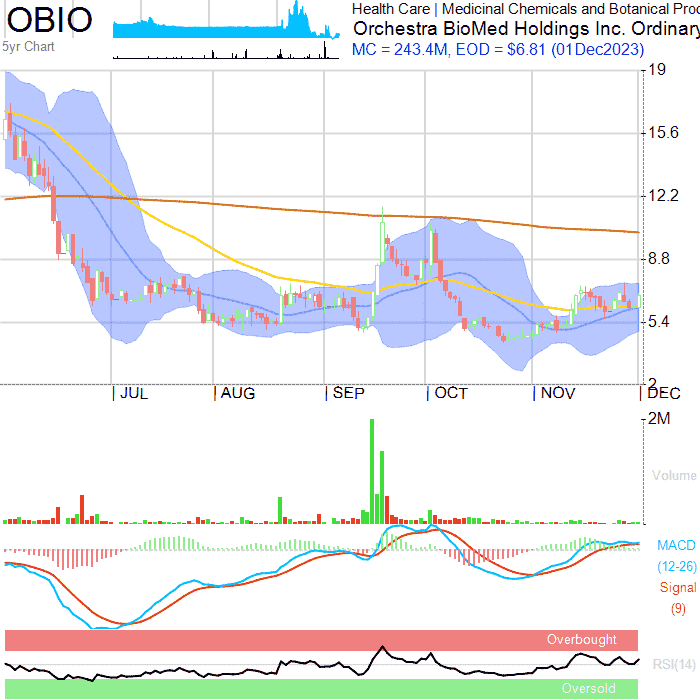 OBIO
5yr Chart
Health Care | Medicinal Chemicals and Botanical Proc
Orchestra BioMed Holdings Inc. Ordinary
MC = 243.4M, EOD = $6.81 (01Dec2023)
19
15.6
12.2
8.8
5.4
2
JUL AUG SEP OCT NOV DEC
2M
Volume
MACD
(12-26)
Signal
(9)
Overbought
RSI(14)
Oversold